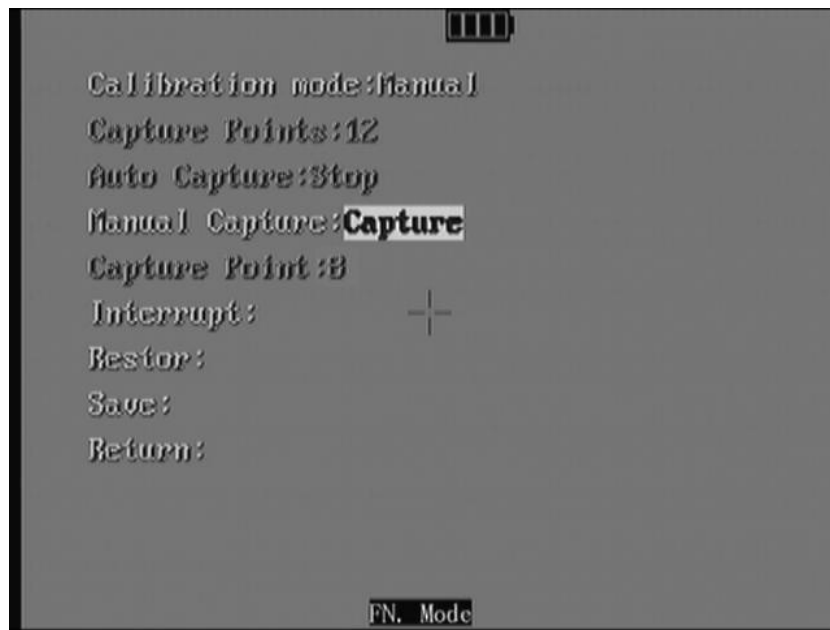 Calibration mode:Manual
Capture Points:12
Auto Capture:Stop
Manual Capture:Capture
Capture Point:8
Interrupt:
Restor:
Save:
Return:
FN. Mode